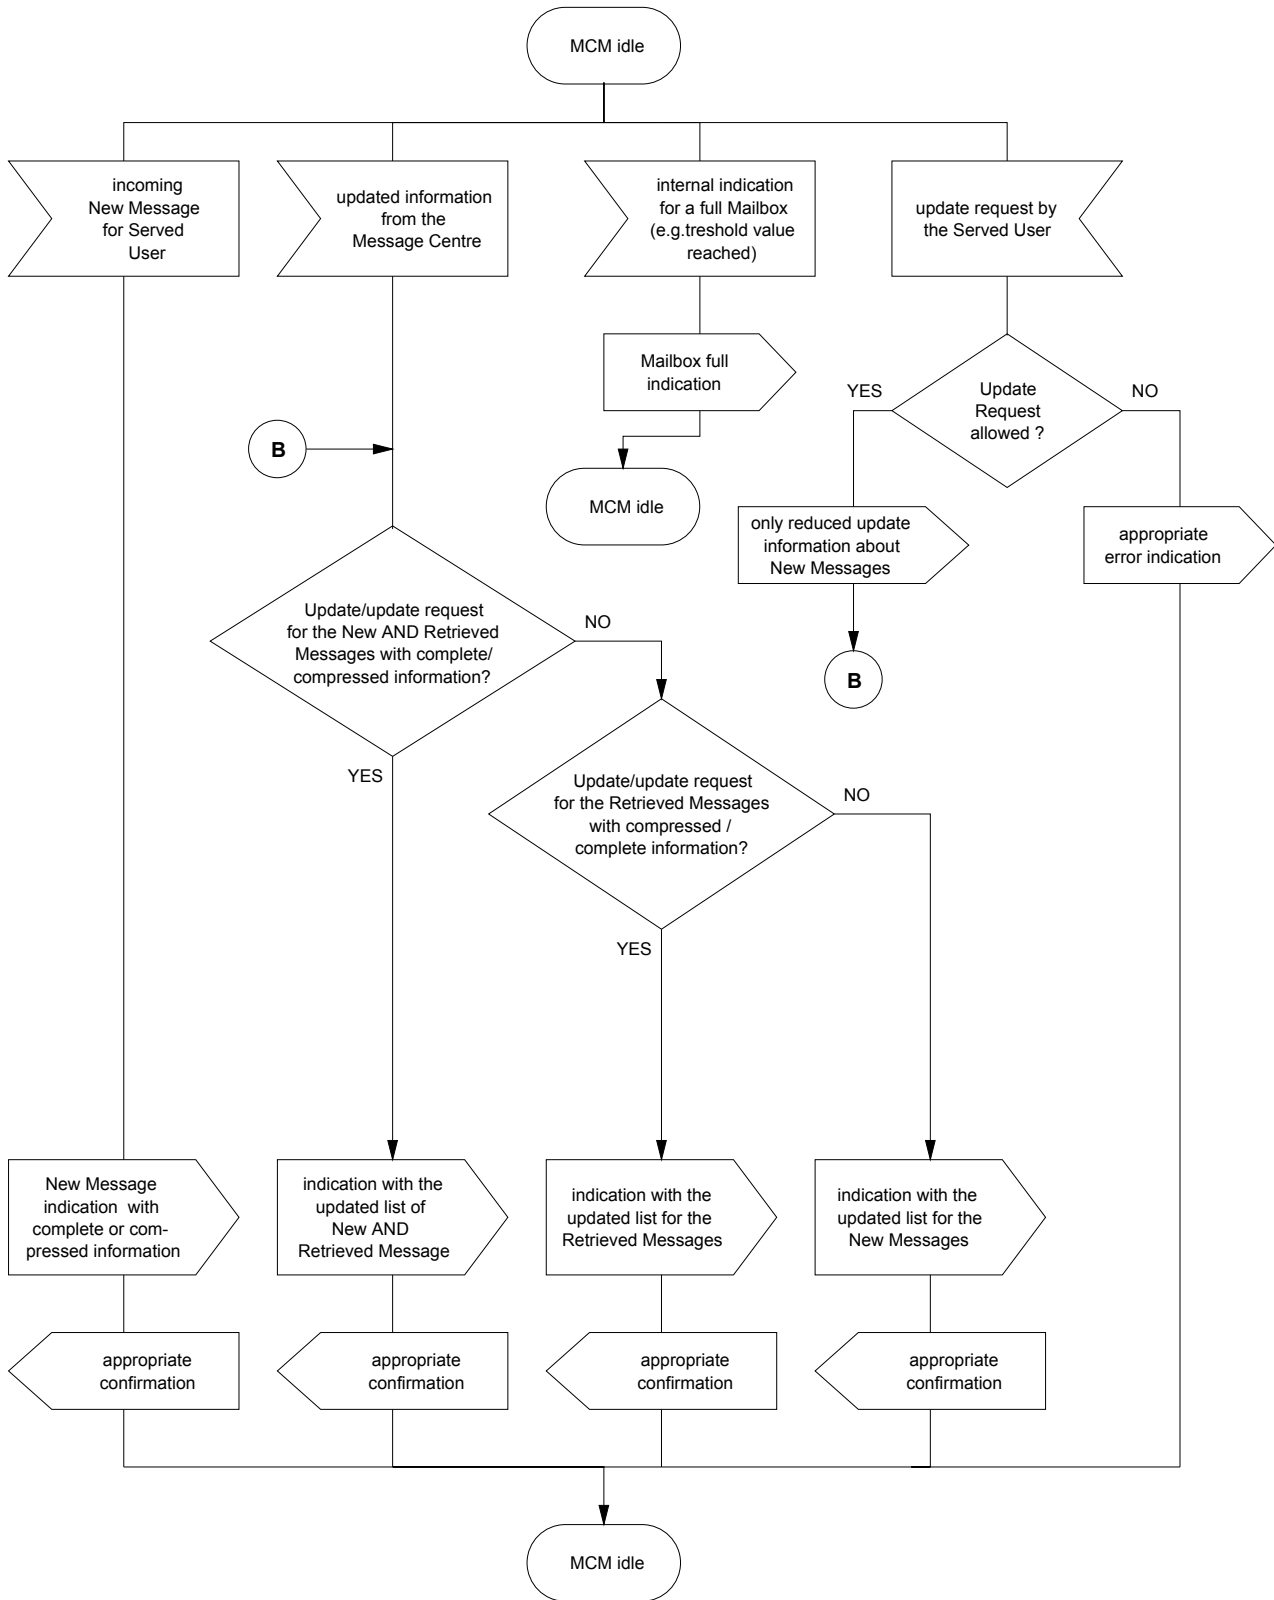 MCM idle
incoming
New Message
for Served
User
updated information
from the
Message Centre
internal indication
for a full Mailbox
(e.g.treshold value
reached)
update request by
the Served User
Mailbox full
indication
MCM idle
YES
Update
Request
allowed ?
NO
B
only reduced update
information about
New Messages
appropriate
error indication
B
Update/update request
for the New AND Retrieved
Messages with complete/
compressed information?
NO
YES
Update/update request
for the Retrieved Messages
with compressed /
complete information?
NO
YES
New Message
indication with
complete or com-
pressed information
indication with the
updated list of
New AND
Retrieved Message
indication with the
updated list for the
Retrieved Messages
indication with the
updated list for the
New Messages
appropriate
confirmation
appropriate
confirmation
appropriate
confirmation
appropriate
confirmation
MCM idle